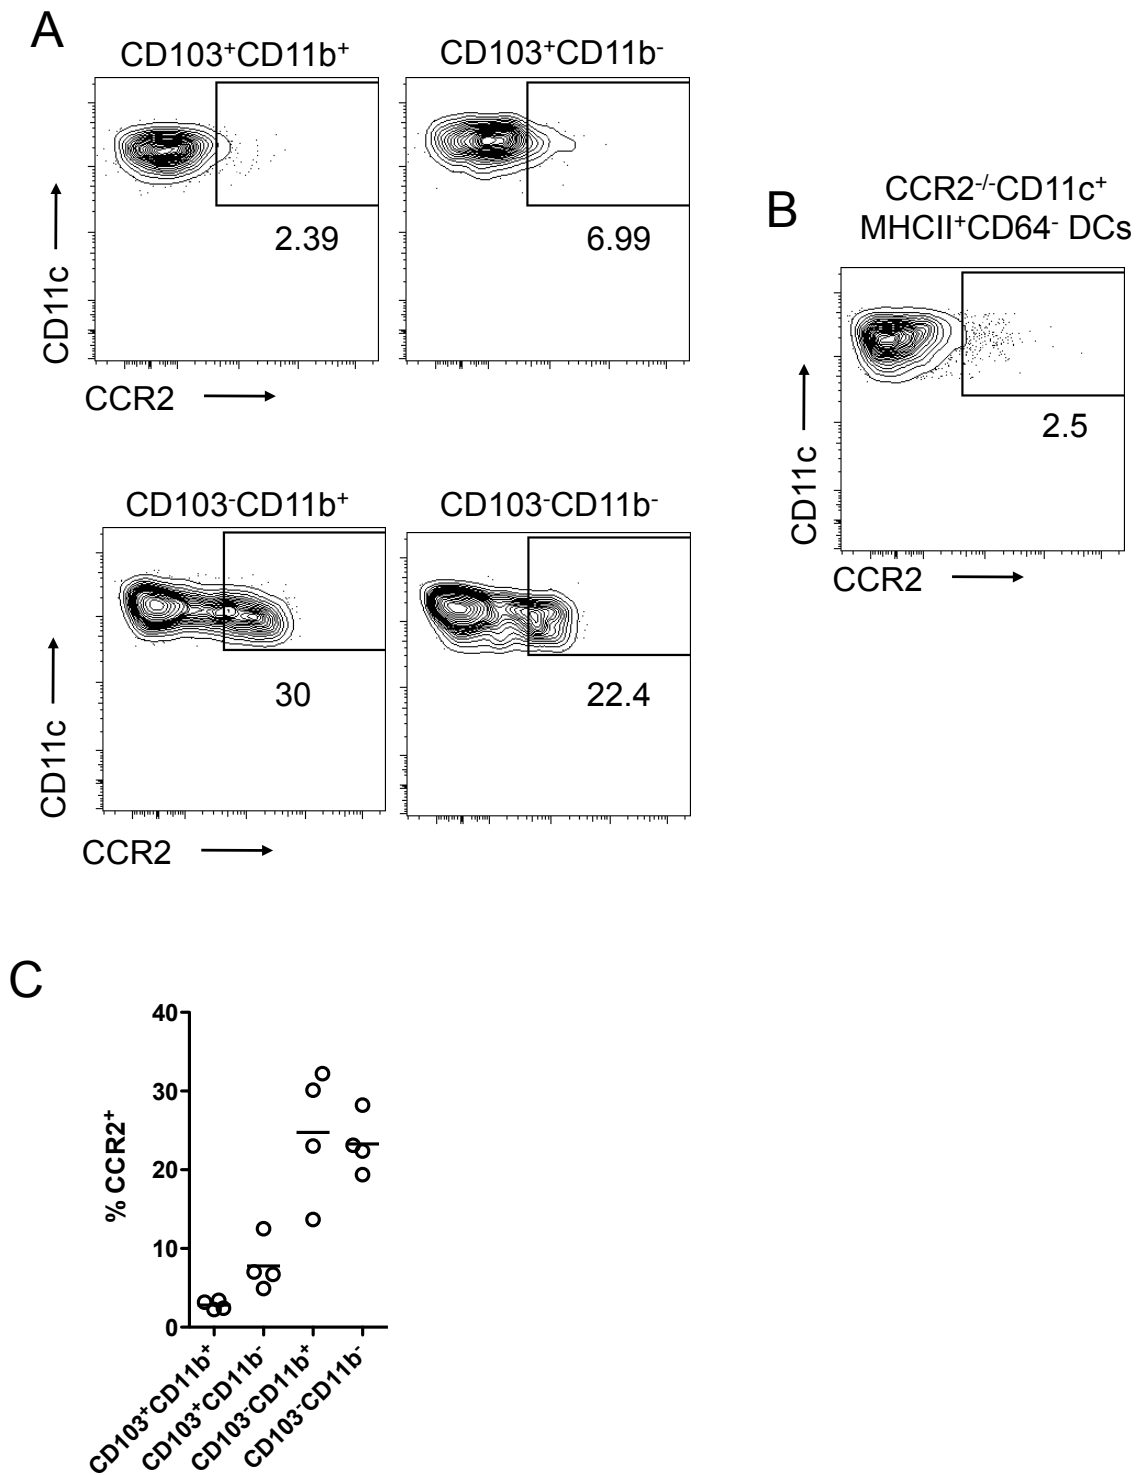 A
CD103⁺CD11b⁺
CD103⁺CD11b⁻
2.39
6.99
CD11c
CCR2
B
CCR2⁻/⁻CD11c⁺
MHCII⁺CD64⁻ DCs
2.5
CD11c
CCR2
CD103⁻CD11b⁺
CD103⁻CD11b⁻
30
22.4
CD11c
CCR2
C
40
30
20
10
0
% CCR2⁺
CD103⁺CD11b⁺
CD103⁺CD11b⁻
CD103⁻CD11b⁺
CD103⁻CD11b⁻